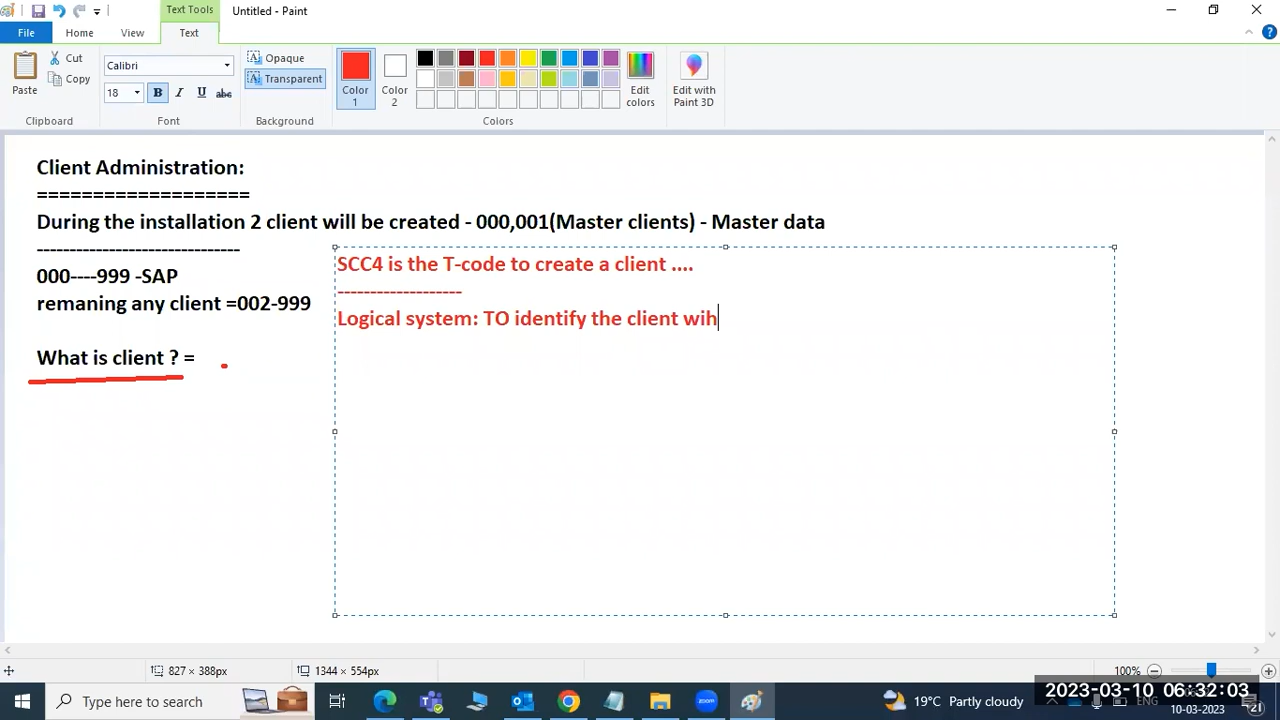 Text Tools
Untitled - Paint
File
Home
View
Text
Paste
Cut
Copy
Clipboard
Calibri
18
B
I
U
abc
Font
Opaque
Transparent
Background
Color 1
Color 2
Edit colors
Edit with Paint 3D
Colors
Client Administration:
===================
During the installation 2 client will be created - 000,001(Master clients) - Master data
------------------------------
000----999 -SAP
remaning any client =002-999
What is client ? =
SCC4 is the T-code to create a client ....
-------------------
Logical system: TO identify the client wih
827 × 388px
1344 × 554px
100%
Type here to search
zoom
19°C Partly cloudy
ENG
2023-03-10 06:32:03
10-03-2023
21